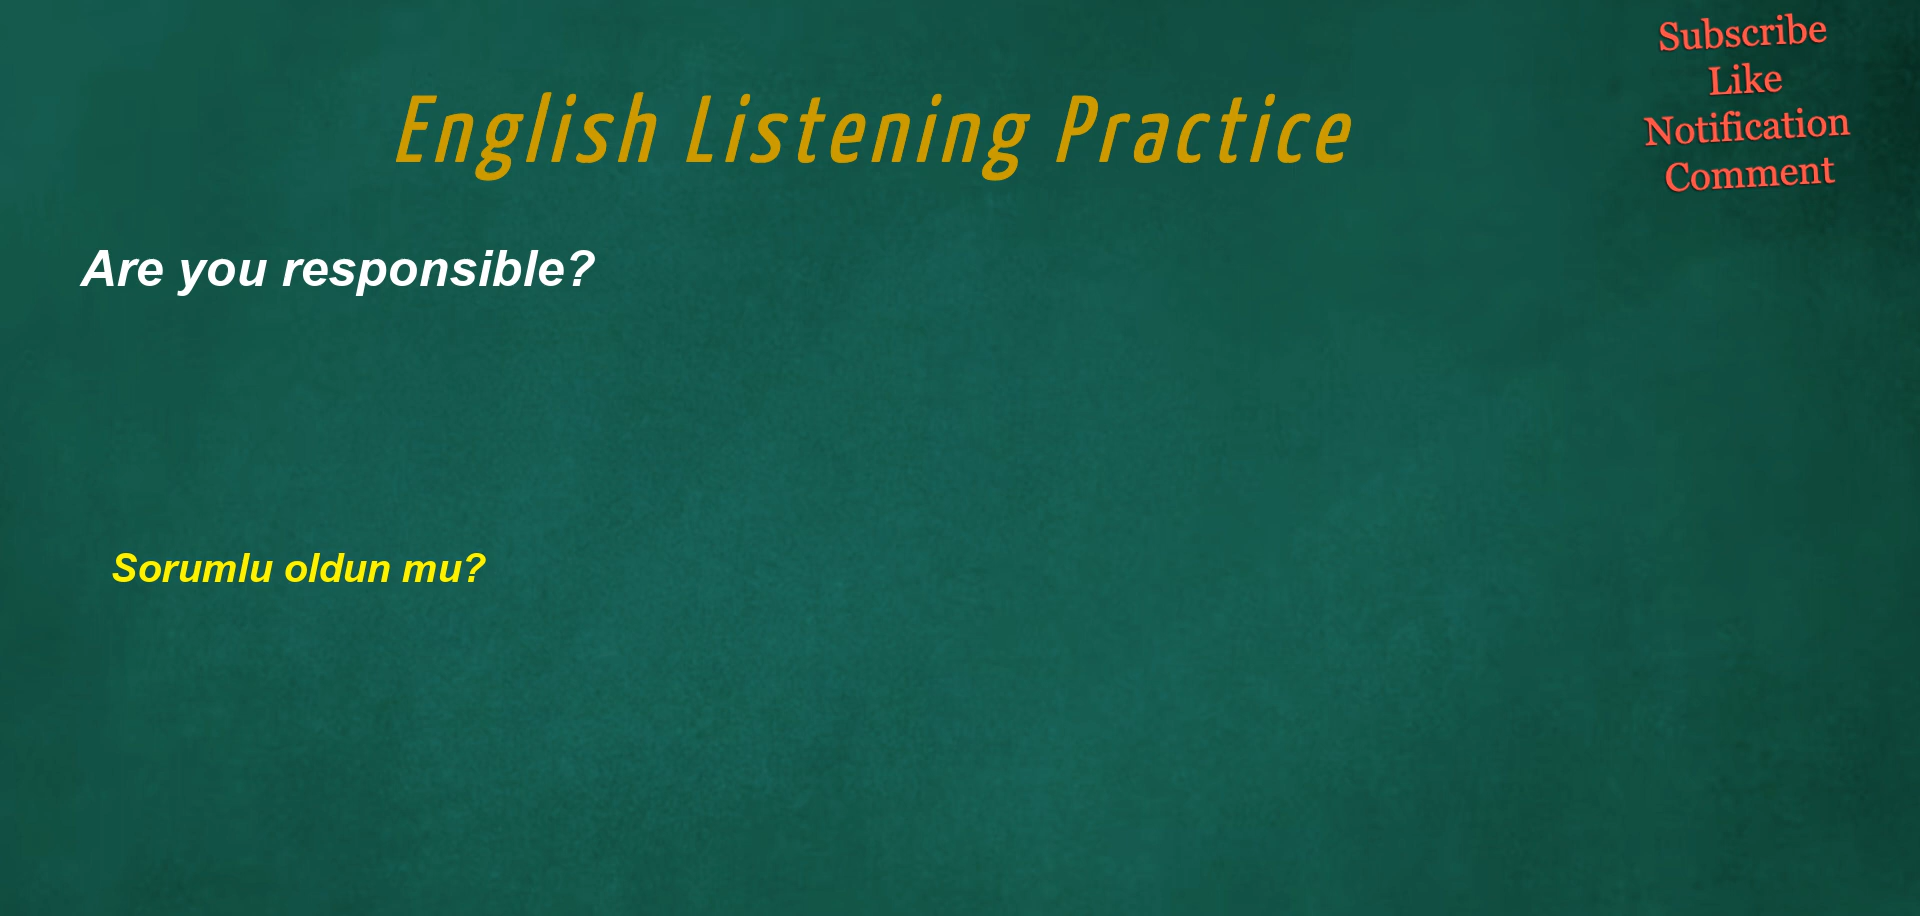 Subscribe
Like
Notification
Comment
English Listening Practice
Are you responsible?
Sorumlu oldun mu?